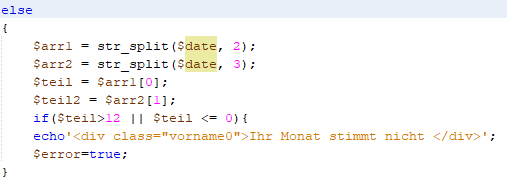 else
{
$arr1 = str_split($date, 2);
$arr2 = str_split($date, 3);
$teil = $arr1[0];
$teil2 = $arr2[1];
if($teil>12 || $teil <= 0){
echo'<div class="vorname0">Ihr Monat stimmt nicht </div>';
$error=true;
}